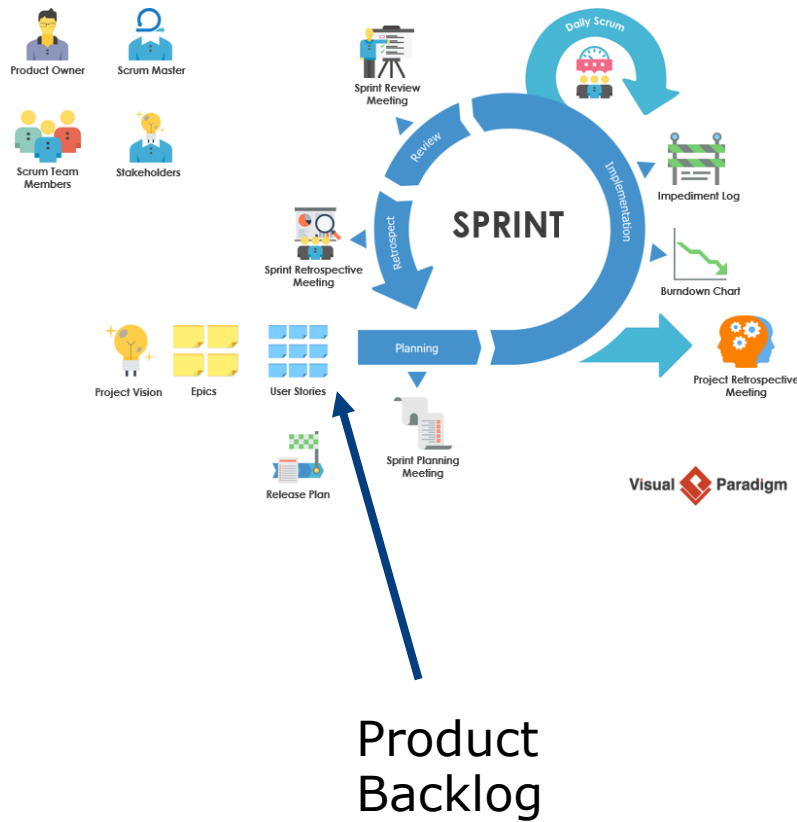 Product Owner
Scrum Master
Scrum Team
Members
Stakeholders
Sprint Review
Meeting
Daily Scrum
Review
Implementation
Retrospect
SPRINT
Impediment Log
Sprint Retrospective
Meeting
Burndown Chart
Planning
Project Vision
Epics
User Stories
Project Retrospective
Meeting
Sprint Planning
Meeting
Release Plan
Visual Paradigm
Product
Backlog